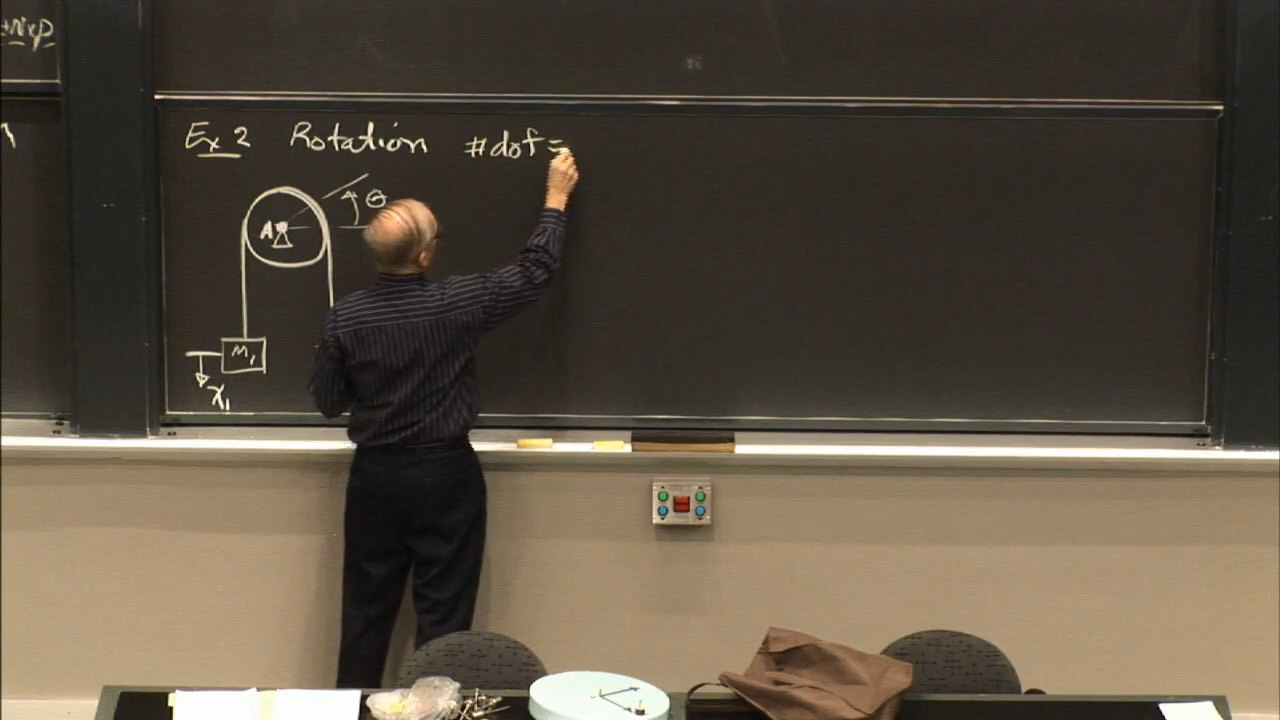 Ex 2 Rotation #dof=
θ
A
M₁
x₁